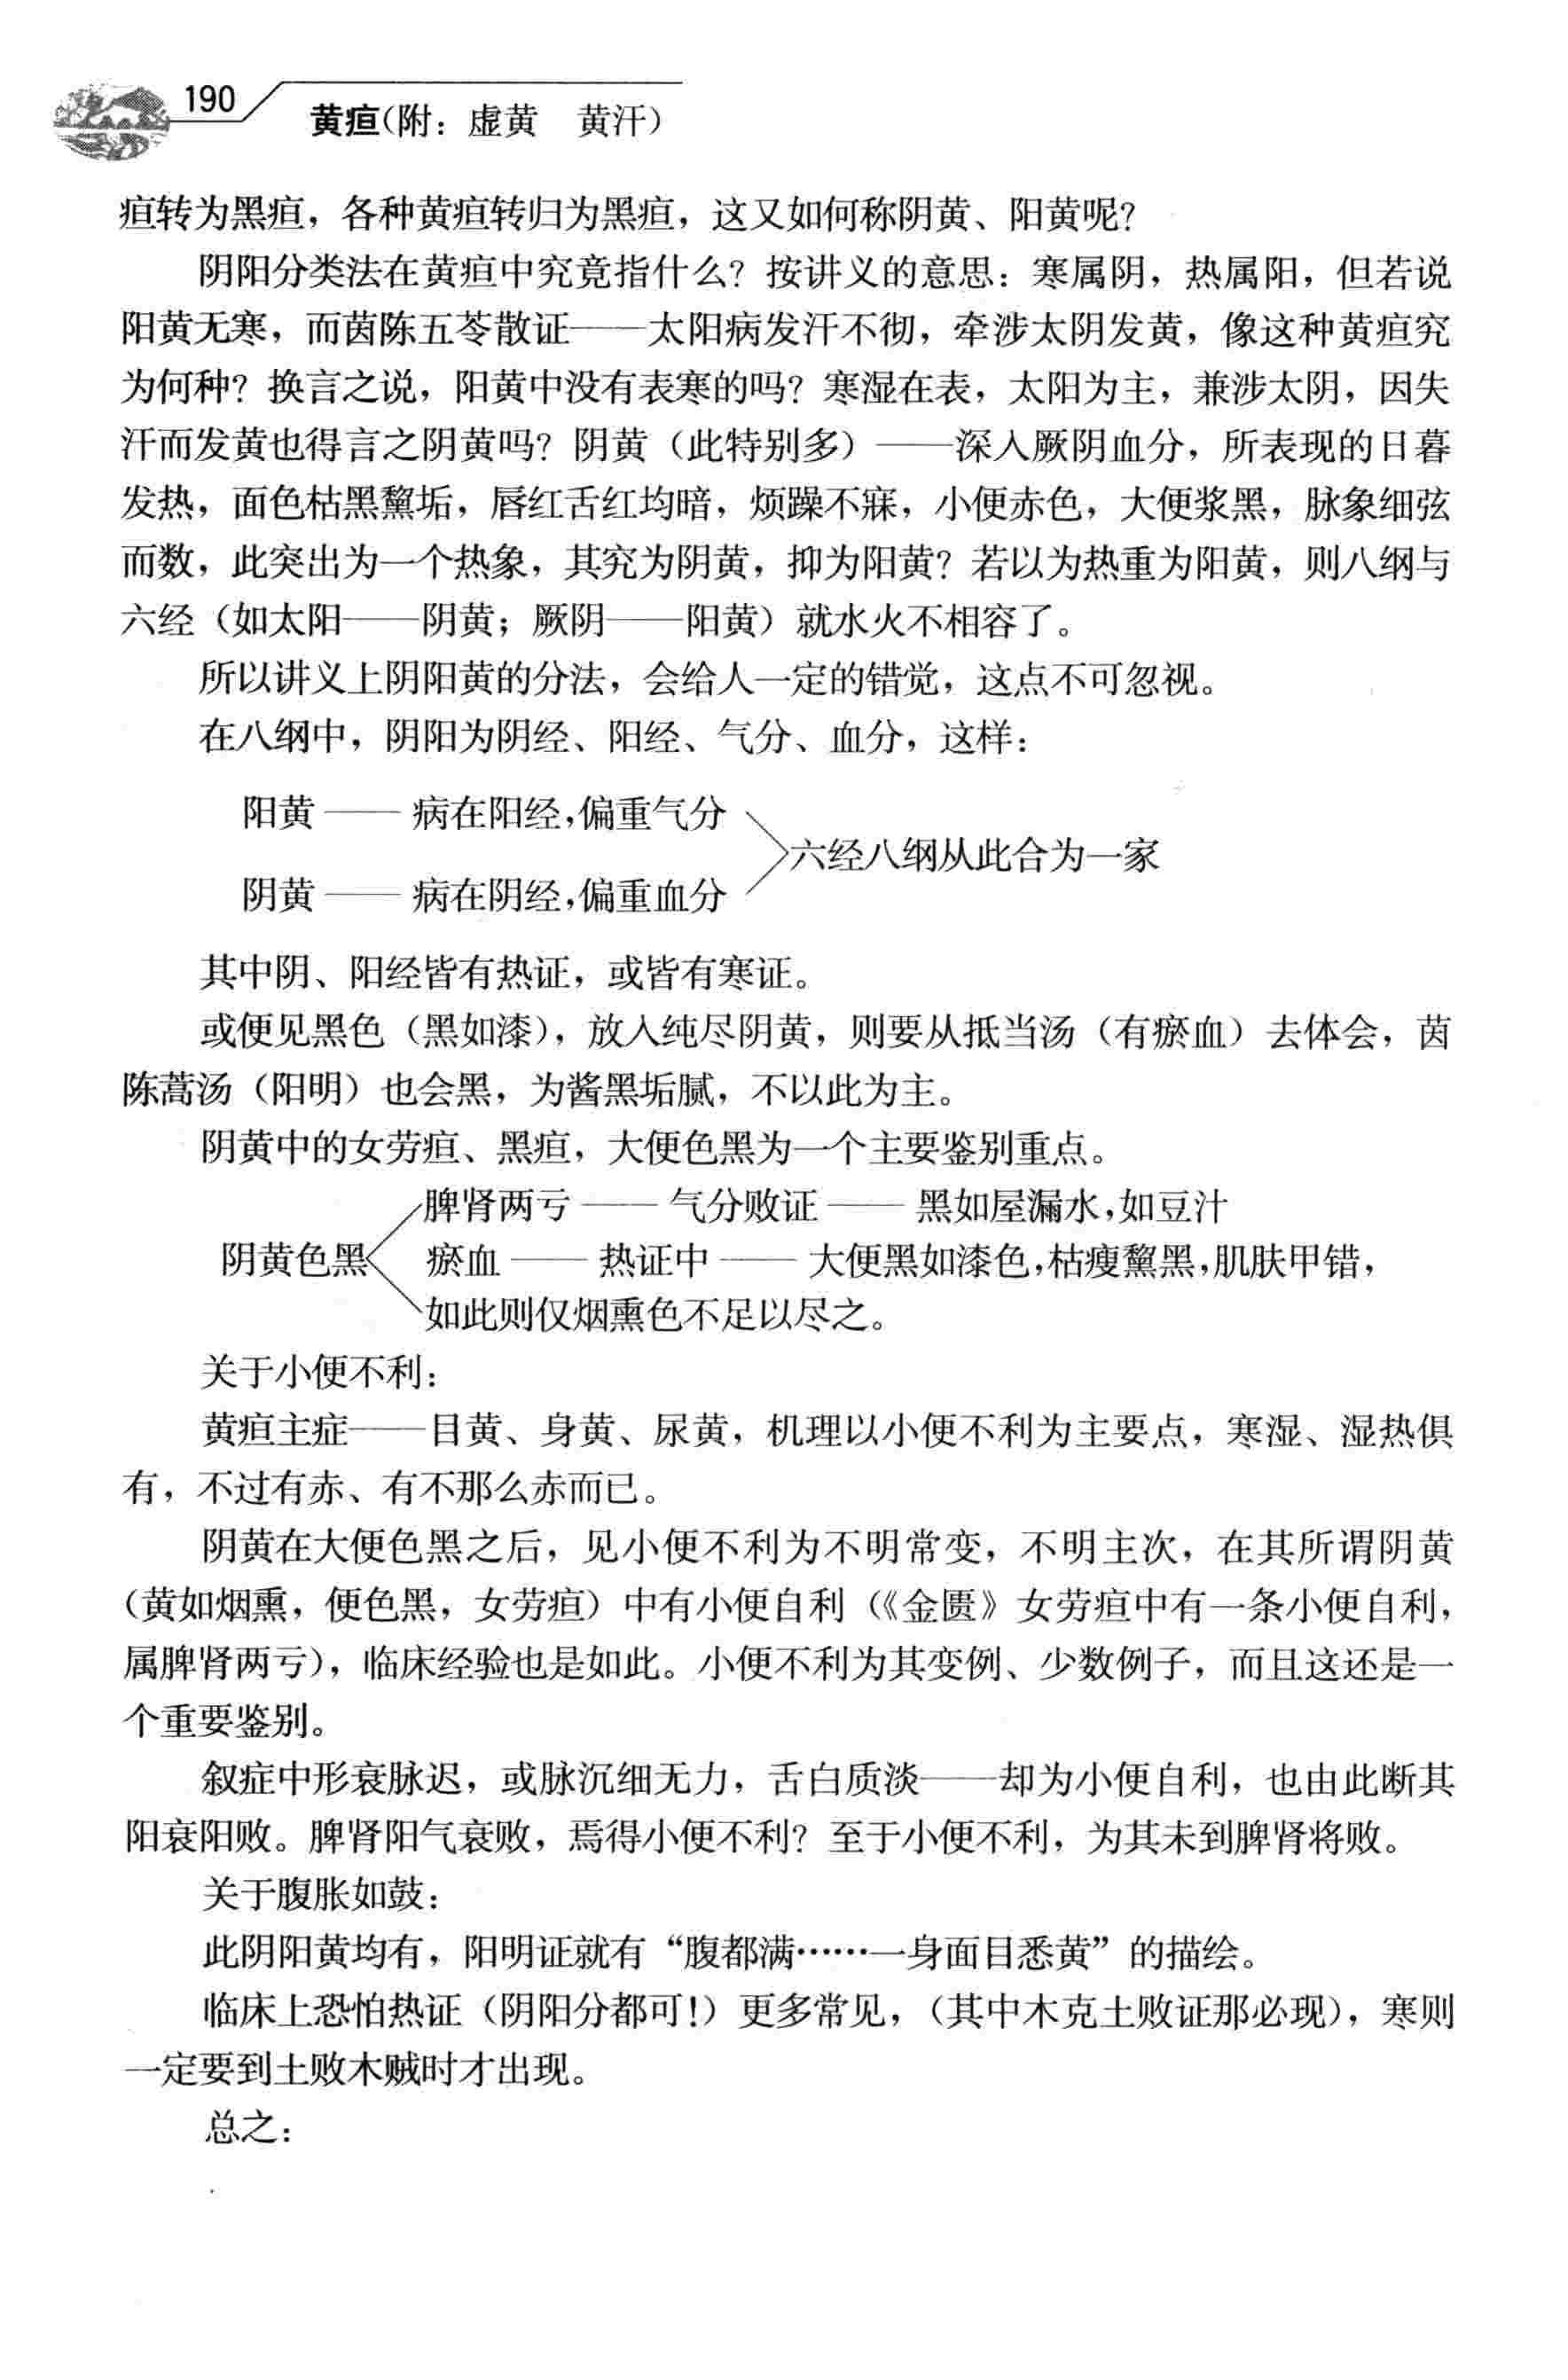 190
黄疸(附：虚黄　黄汗)
疸转为黑疸，各种黄疸转归为黑疸，这又如何称阴黄、阳黄呢？
阴阳分类法在黄疸中究竟指什么？按讲义的意思：寒属阴，热属阳，但若说
阳黄无寒，而茵陈五苓散证——太阳病发汗不彻，牵涉太阴发黄，像这种黄疸究
为何种？换言之说，阳黄中没有表寒的吗？寒湿在表，太阳为主，兼涉太阴，因失
汗而发黄也得言之阴黄吗？阴黄（此特别多）——深入厥阴血分，所表现的日暮
发热，面色枯黑黧垢，唇红舌红均暗，烦躁不寐，小便赤色，大便浆黑，脉象细弦
而数，此突出为一个热象，其究为阴黄，抑为阳黄？若以为热重为阳黄，则八纲与
六经（如太阳——阴黄；厥阴——阳黄）就水火不相容了。
所以讲义上阴阳黄的分法，会给人一定的错觉，这点不可忽视。
在八纲中，阴阳为阴经、阳经、气分、血分，这样：
阳黄——病在阳经,偏重气分
六经八纲从此合为一家
阴黄——病在阴经,偏重血分
其中阴、阳经皆有热证，或皆有寒证。
或便见黑色（黑如漆），放入纯尽阴黄，则要从抵当汤（有瘀血）去体会，茵
陈蒿汤（阳明）也会黑，为酱黑垢腻，不以此为主。
阴黄中的女劳疸、黑疸，大便色黑为一个主要鉴别重点。
脾肾两亏——气分败证——黑如屋漏水,如豆汁
阴黄色黑 瘀血——热证中——大便黑如漆色,枯瘦黧黑,肌肤甲错，
如此则仅烟熏色不足以尽之。
关于小便不利：
黄疸主症——目黄、身黄、尿黄，机理以小便不利为主要点，寒湿、湿热俱
有，不过有赤、有不那么赤而已。
阴黄在大便色黑之后，见小便不利为不明常变，不明主次，在其所谓阴黄
（黄如烟熏，便色黑，女劳疸）中有小便自利（《金匮》女劳疸中有一条小便自利，
属脾肾两亏），临床经验也是如此。小便不利为其变例、少数例子，而且这还是一
个重要鉴别。
叙症中形衰脉迟，或脉沉细无力，舌白质淡——却为小便自利，也由此断其
阳衰阳败。脾肾阳气衰败，焉得小便不利？至于小便不利，为其未到脾肾将败。
关于腹胀如鼓：
此阴阳黄均有，阳明证就有“腹都满……一身面目悉黄”的描绘。
临床上恐怕热证（阴阳分都可！）更多常见，（其中木克土败证那必现），寒则
一定要到土败木贼时才出现。
总之：